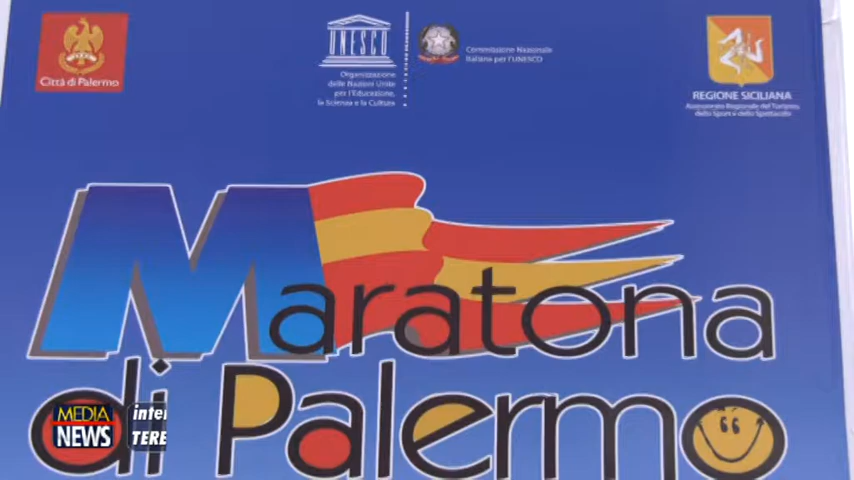 Città di Palermo
UNESCO
Organizzazione
delle Nazioni Unite
per l'Educazione,
la Scienza e la Cultura
Commissione Nazionale
Italiana per l'UNESCO
REGIONE SICILIANA
Assessorato Regionale del Turismo
dello Sport e dello Spettacolo
Maratona
di Palermo
MEDIA
NEWS
inter
TERE